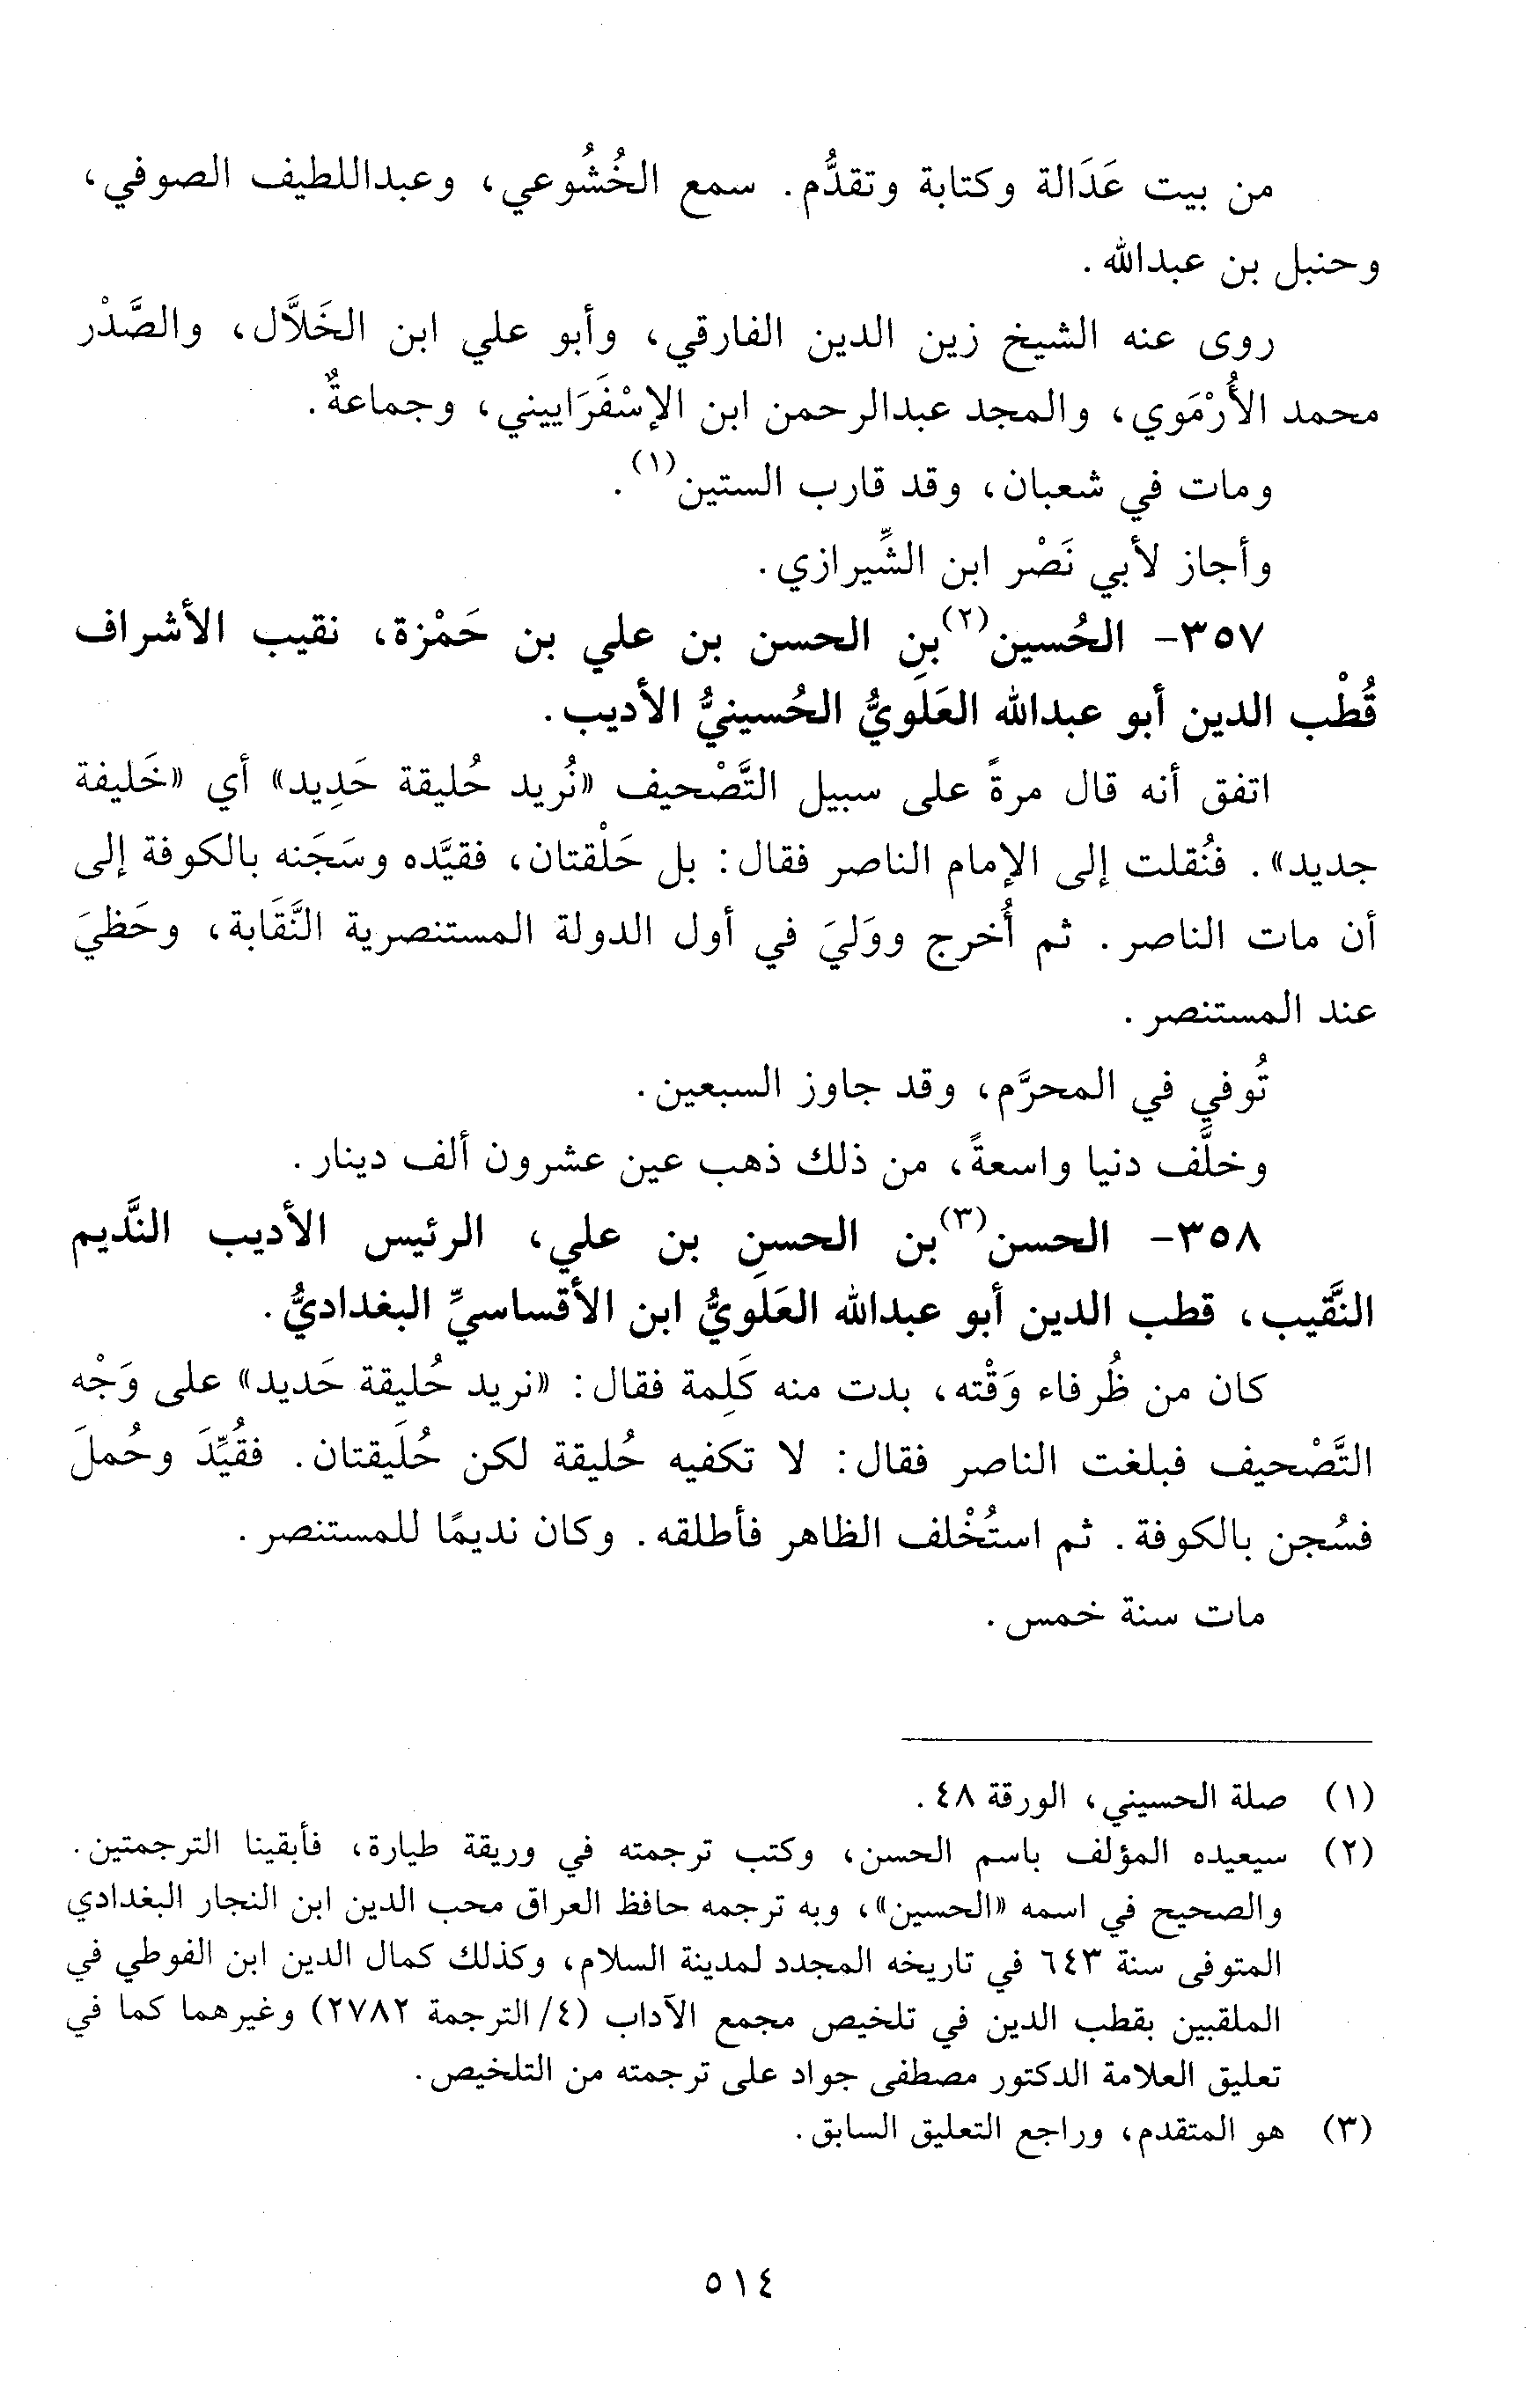 من بيت عَدَالة وكتابة وتقدُّم. سمع الخُشُوعي، وعبداللطيف الصوفي،
وحنبل بن عبدالله.
روى عنه الشيخ زين الدين الفارقي، وأبو علي ابن الخَلاَّل، والصَّدْر
محمد الأُرْمَوي، والمجد عبدالرحمن ابن الإسْفَرَاييني، وجماعةٌ.
ومات في شعبان، وقد قارب الستين(١).
وأجاز لأبي نَصْر ابن الشِّيرازي.
٣٥٧- الحُسين(٢) بنِ الحسن بن علي بن حَمْزة، نقيب الأشراف
قُطْب الدين أبو عبدالله العَلَويُّ الحُسينيُّ الأديب.
اتفق أنه قال مرةً على سبيل التَّصْحيف «نُريد حُليقة حَدِيد» أي «خَليفة
جديد». فنُقلت إلى الإمام الناصر فقال: بل حَلْقتان، فقيَّده وسَجَنه بالكوفة إلى
أن مات الناصر. ثم أُخرج ووَليَ في أول الدولة المستنصرية النَّقَابة، وحَظيَ
عند المستنصر.
تُوفي في المحرَّم، وقد جاوز السبعين.
وخلَّف دنيا واسعةً، من ذلك ذهب عين عشرون ألف دينار.
٣٥٨- الحسن(٣) بن الحسنِ بن علي، الرئيس الأديب النَّديم
النَّقيب، قطب الدين أبو عبدالله العَلَويُّ ابن الأقساسيِّ البغداديُّ.
كان من ظُرفاء وَقْته، بدت منه كَلِمة فقال: «نريد حُليقة حَديد» على وَجْه
التَّصْحيف فبلغت الناصر فقال: لا تكفيه حُليقة لكن حُلَيقتان. فقُيِّدَ وحُملَ
فسُجن بالكوفة. ثم استُخْلف الظاهر فأطلقه. وكان نديمًا للمستنصر.
مات سنة خمس.
(١) صلة الحسيني، الورقة ٤٨.
(٢) سيعيده المؤلف باسم الحسن، وكتب ترجمته في وريقة طيارة، فأبقينا الترجمتين.
والصحيح في اسمه «الحسين»، وبه ترجمه حافظ العراق محب الدين ابن النجار البغدادي
المتوفى سنة ٦٤٣ في تاريخه المجدد لمدينة السلام، وكذلك كمال الدين ابن الفوطي في
الملقبين بقطب الدين في تلخيص مجمع الآداب (٤/ الترجمة ٢٧٨٢) وغيرهما كما في
تعليق العلامة الدكتور مصطفى جواد على ترجمته من التلخيص.
(٣) هو المتقدم، وراجع التعليق السابق.
٥١٤